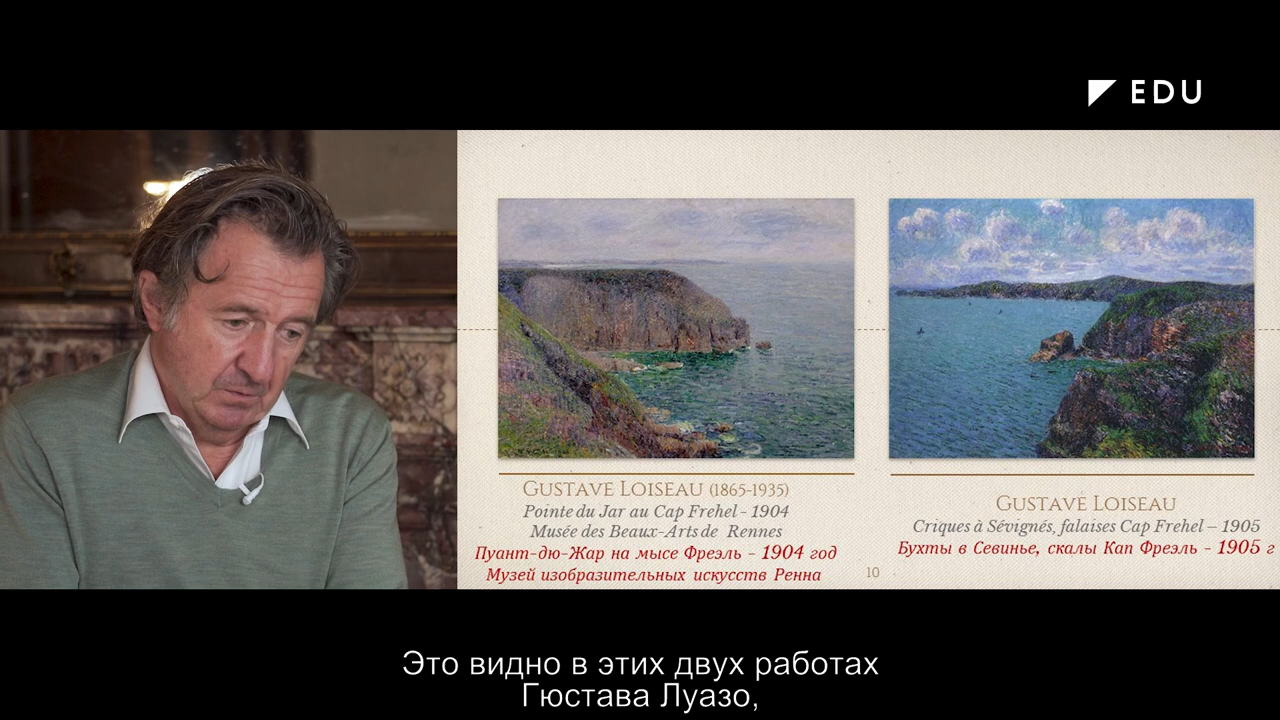 EDU
GUSTAVE LOISEAU (1865-1935)
Pointe du Jar au Cap Frehel - 1904
Musée des Beaux-Arts de Rennes
Пуант-дю-Жар на мысе Фреэль - 1904 год
Музей изобразительных искусств Ренна
GUSTAVE LOISEAU
Criques à Sévignés, falaises Cap Frehel – 1905
Бухты в Севинье, скалы Кап Фреэль - 1905 г
10
Это видно в этих двух работах
Гюстава Луазо,